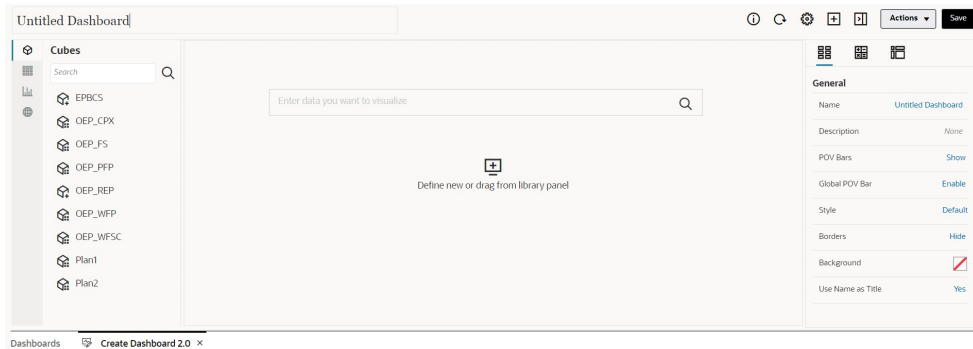 Untitled Dashboard
Actions
Save
Cubes
Search
EPBCS
OEP_CPX
OEP_FS
OEP_PFP
OEP_REP
OEP_WFP
OEP_WFSC
Plan1
Plan2
Enter data you want to visualize
Define new or drag from library panel
General
Name Untitled Dashboard
Description None
POV Bars Show
Global POV Bar Enable
Style Default
Borders Hide
Background
Use Name as Title Yes
Dashboards Create Dashboard 2.0 ×